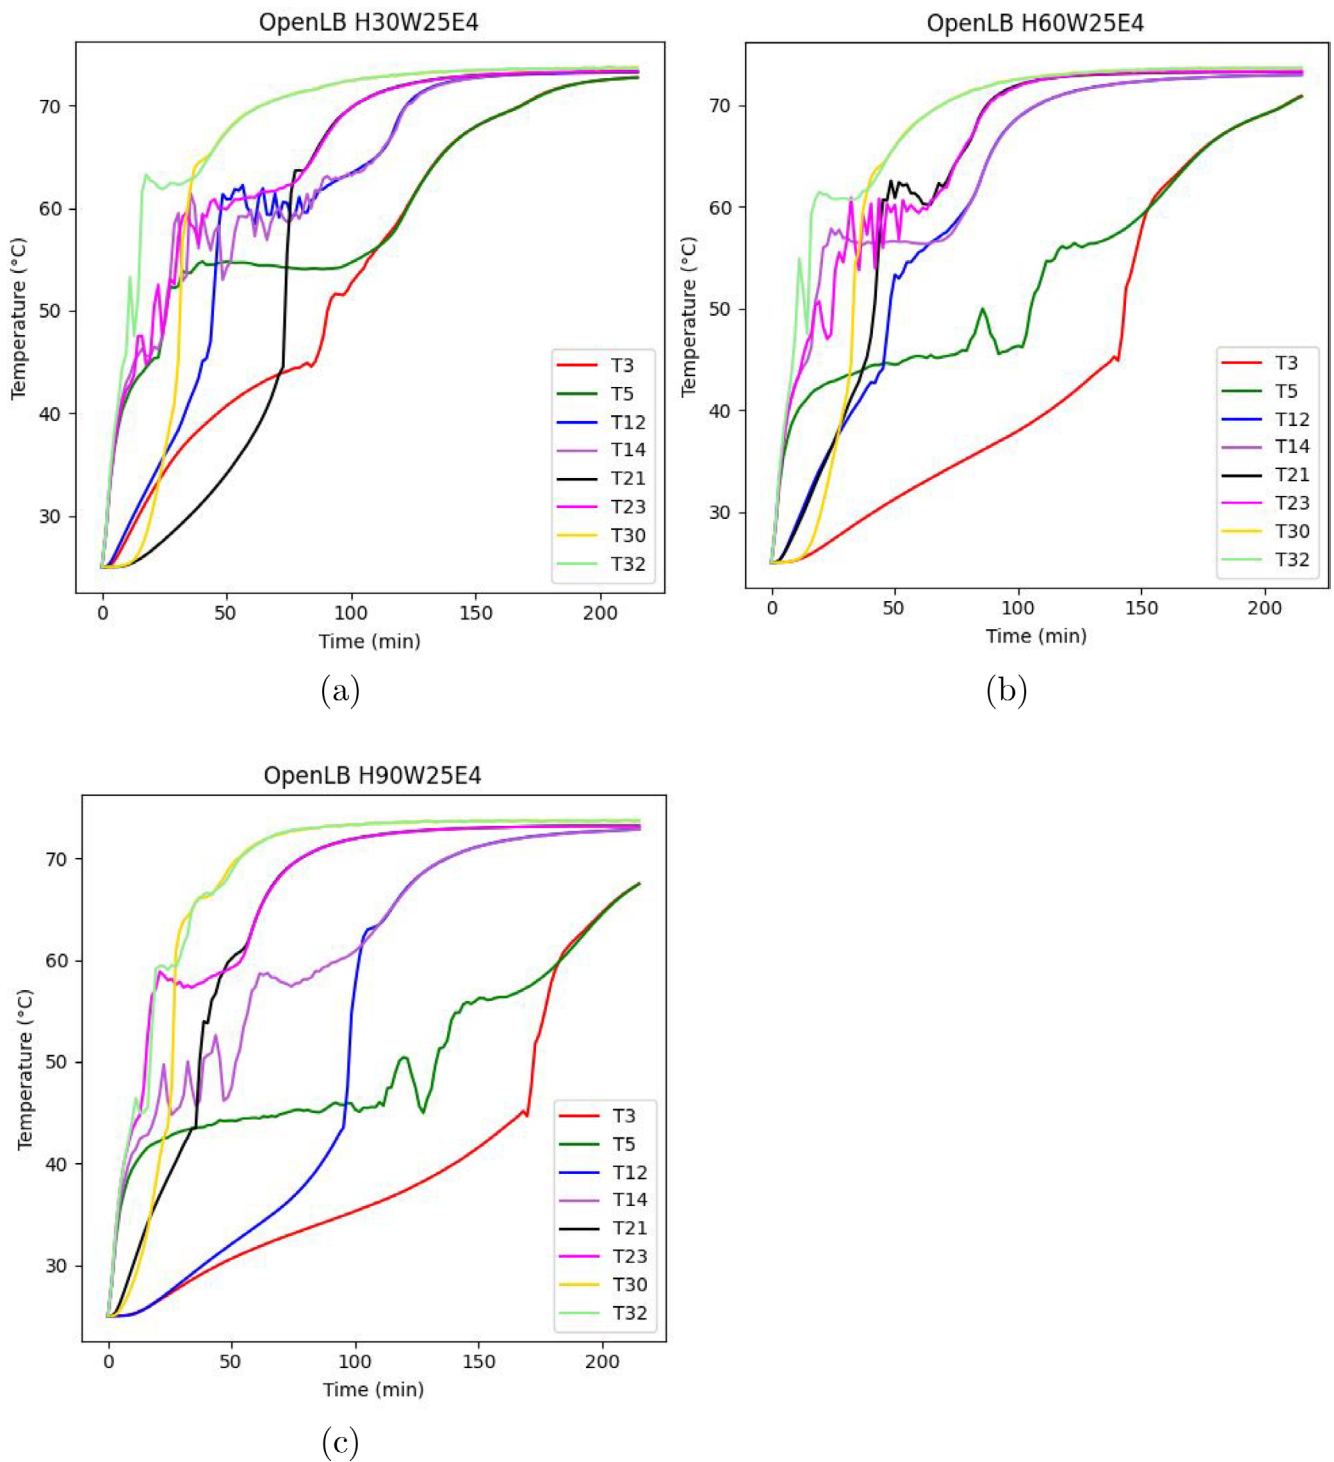 OpenLB H30W25E4
70
60
50
40
30
Temperature (°C)
T3
T5
T12
T14
T21
T23
T30
T32
0 50 100 150 200
Time (min)
(a)
OpenLB H60W25E4
70
60
50
40
30
Temperature (°C)
T3
T5
T12
T14
T21
T23
T30
T32
0 50 100 150 200
Time (min)
(b)
OpenLB H90W25E4
70
60
50
40
30
Temperature (°C)
T3
T5
T12
T14
T21
T23
T30
T32
0 50 100 150 200
Time (min)
(c)